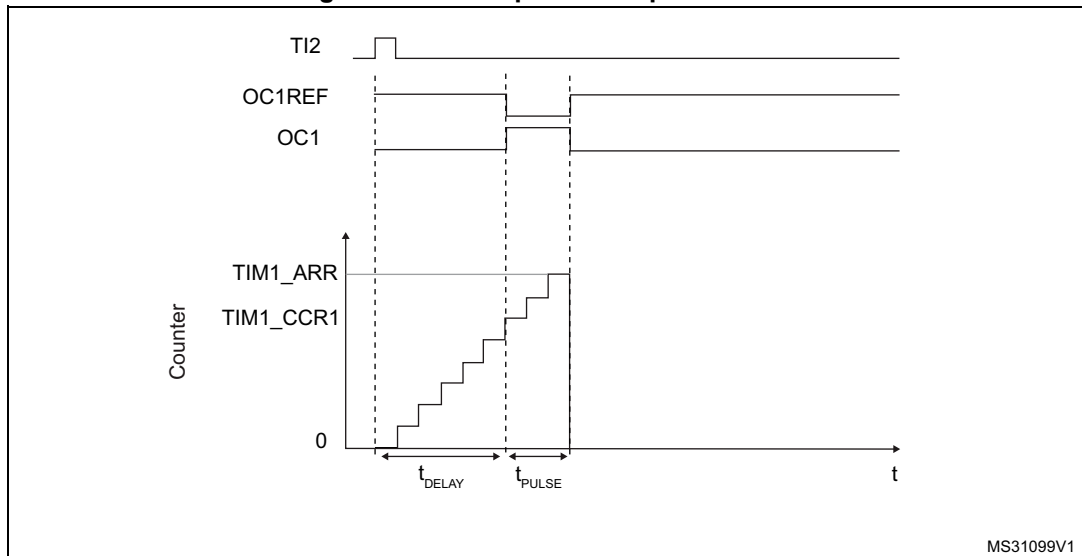 TI2
OC1REF
OC1
TIM1_ARR
TIM1_CCR1
Counter
0
tDELAY
tPULSE
t
MS31099V1